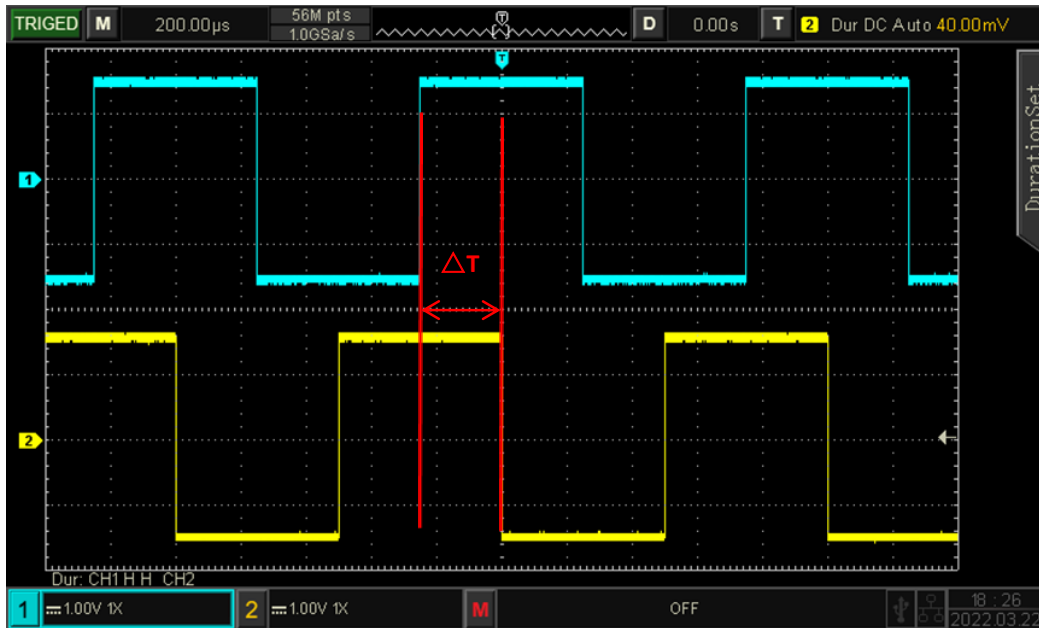 TRIGED M 200.00μs 56M pts D 0.00s T 2 Dur DC Auto 40.00mV
1.0GSa/s
T
T
DurationSet
1
△T
2
Dur: CH1 H H CH2
1 1.00V 1X 2 1.00V 1X M OFF 18 : 26
2022.03.22